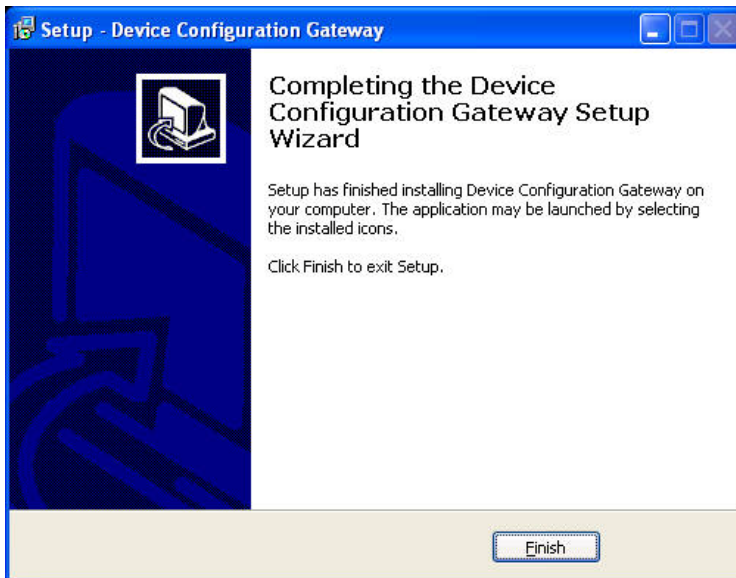 Setup - Device Configuration Gateway
Completing the Device
Configuration Gateway Setup
Wizard
Setup has finished installing Device Configuration Gateway on
your computer. The application may be launched by selecting
the installed icons.
Click Finish to exit Setup.
Finish